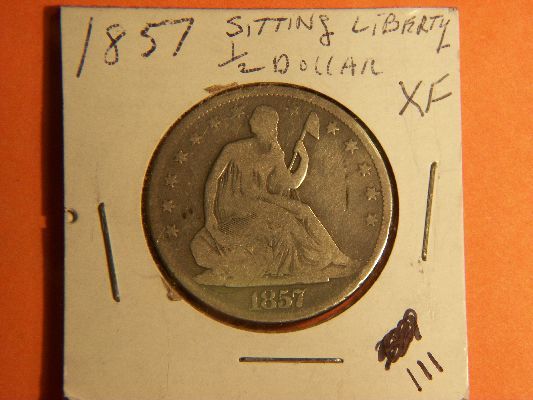 1857 SITTING LIBERTY
1/2 DOLLAR
XF
1857
111